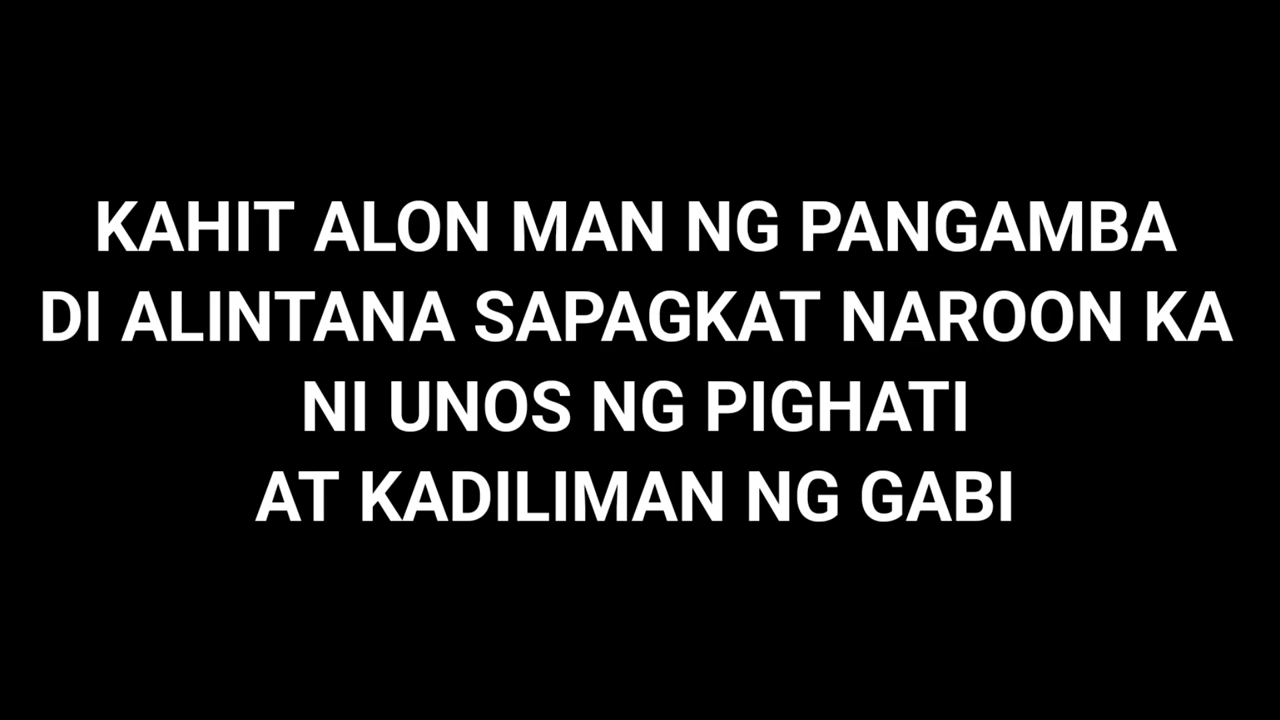 KAHIT ALON MAN NG PANGAMBA
DI ALINTANA SAPAGKAT NAROON KA
NI UNOS NG PIGHATI
AT KADILIMAN NG GABI